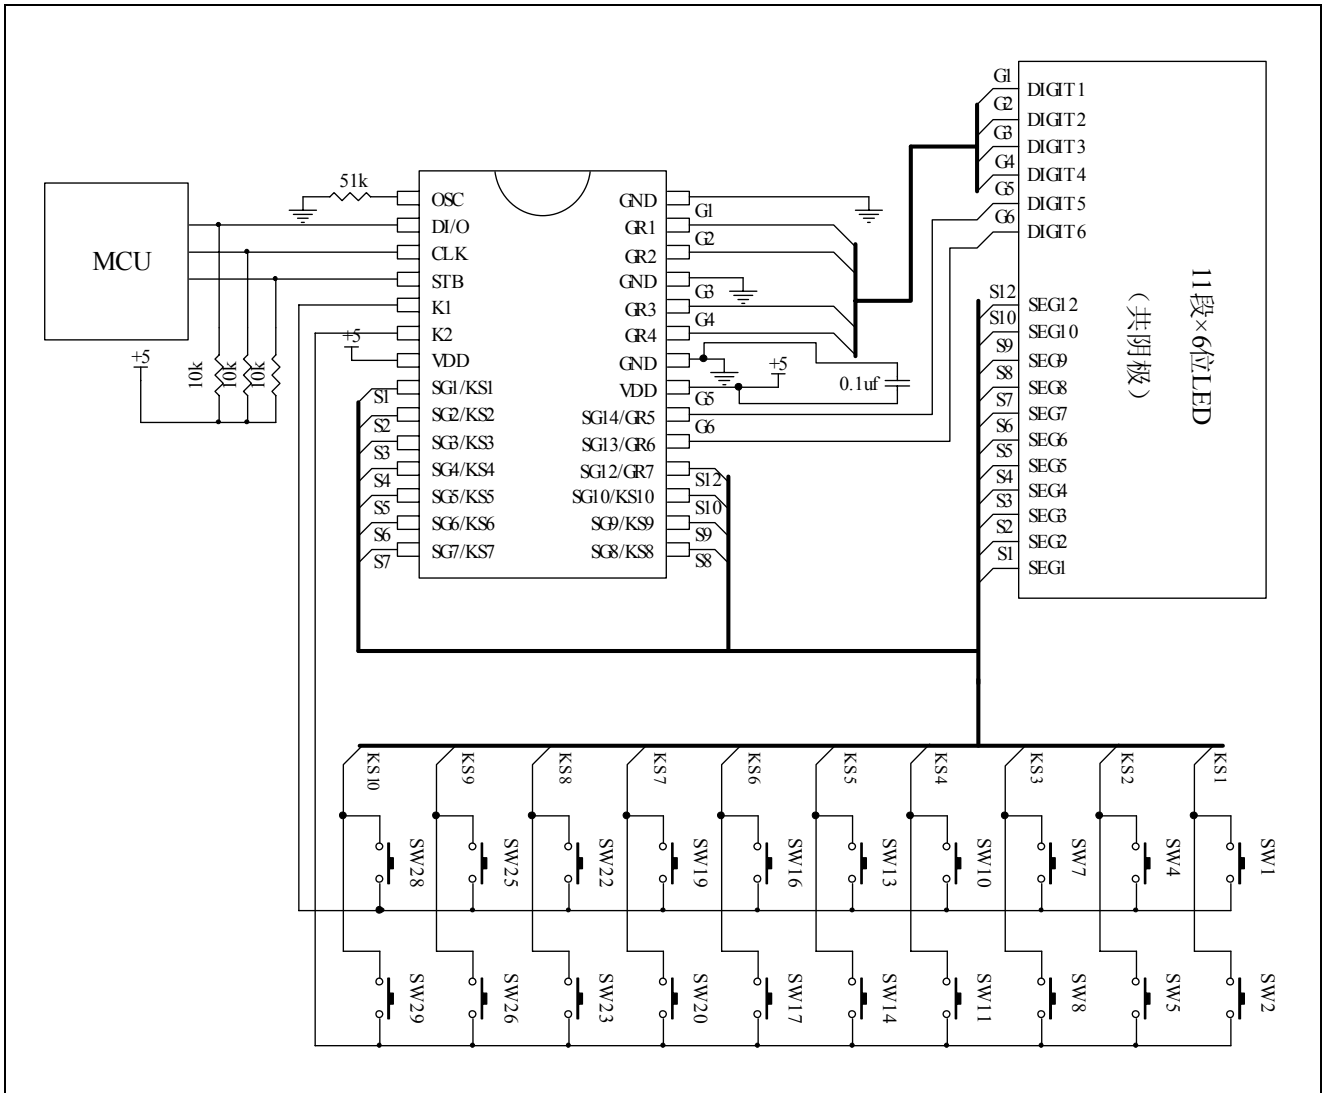 MCU
51k
+5
10k
10k
10k
+5
OSC
DI/O
CLK
STB
K1
K2
VDD
SG1/KS1
SG2/KS2
SG3/KS3
SG4/KS4
SG5/KS5
SG6/KS6
SG7/KS7
S1
S2
S3
S4
S5
S6
S7
GND
GR1
GR2
GND
GR3
GR4
GND
VDD
SG14/GR5
SG13/GR6
SG12/GR7
SG10/KS10
SG9/KS9
SG8/KS8
G1
G2
G3
G4
G5
G6
S12
S10
S9
S8
+5
0.1uf
G1
G2
G3
G4
G5
G6
DIGIT1
DIGIT2
DIGIT3
DIGIT4
DIGIT5
DIGIT6
S12
S10
S9
S8
S7
S6
S5
S4
S3
S2
S1
SEG12
SEG10
SEG9
SEG8
SEG7
SEG6
SEG5
SEG4
SEG3
SEG2
SEG1
11段×6位LED
（共阴极）
KS10
KS9
KS8
KS7
KS6
KS5
KS4
KS3
KS2
KS1
SW28
SW25
SW22
SW19
SW16
SW13
SW10
SW7
SW4
SW1
SW29
SW26
SW23
SW20
SW17
SW14
SW11
SW8
SW5
SW2